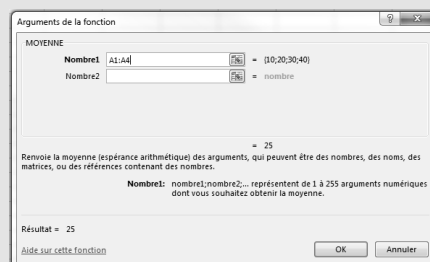 Arguments de la fonction
MOYENNE
Nombre1 A1:A4 = {10;20;30;40}
Nombre2 = nombre
= 25
Renvoie la moyenne (espérance arithmétique) des arguments, qui peuvent être des nombres, des noms, des
matrices, ou des références contenant des nombres.
Nombre1: nombre1;nombre2;... représentent de 1 à 255 arguments numériques
dont vous souhaitez obtenir la moyenne.
Résultat = 25
Aide sur cette fonction
OK Annuler